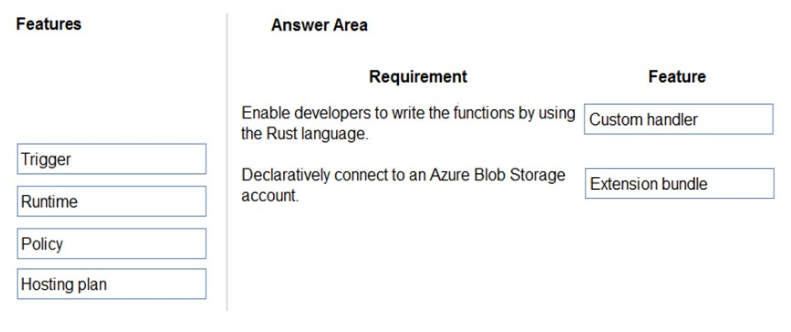 Features
Answer Area
Requirement
Feature
Enable developers to write the functions by using
the Rust language.
Custom handler
Trigger
Declaratively connect to an Azure Blob Storage
account.
Extension bundle
Runtime
Policy
Hosting plan